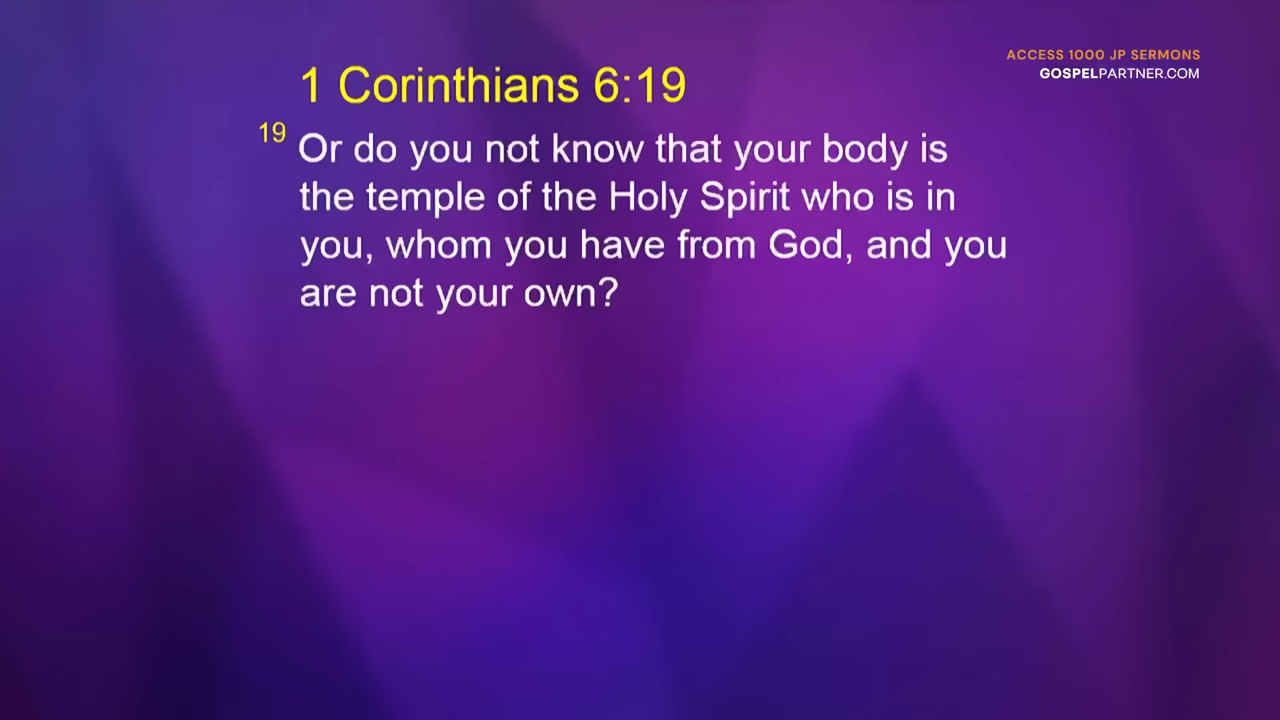 ACCESS 1000 JP SERMONS
GOSPELPARTNER.COM
1 Corinthians 6:19
19 Or do you not know that your body is
the temple of the Holy Spirit who is in
you, whom you have from God, and you
are not your own?